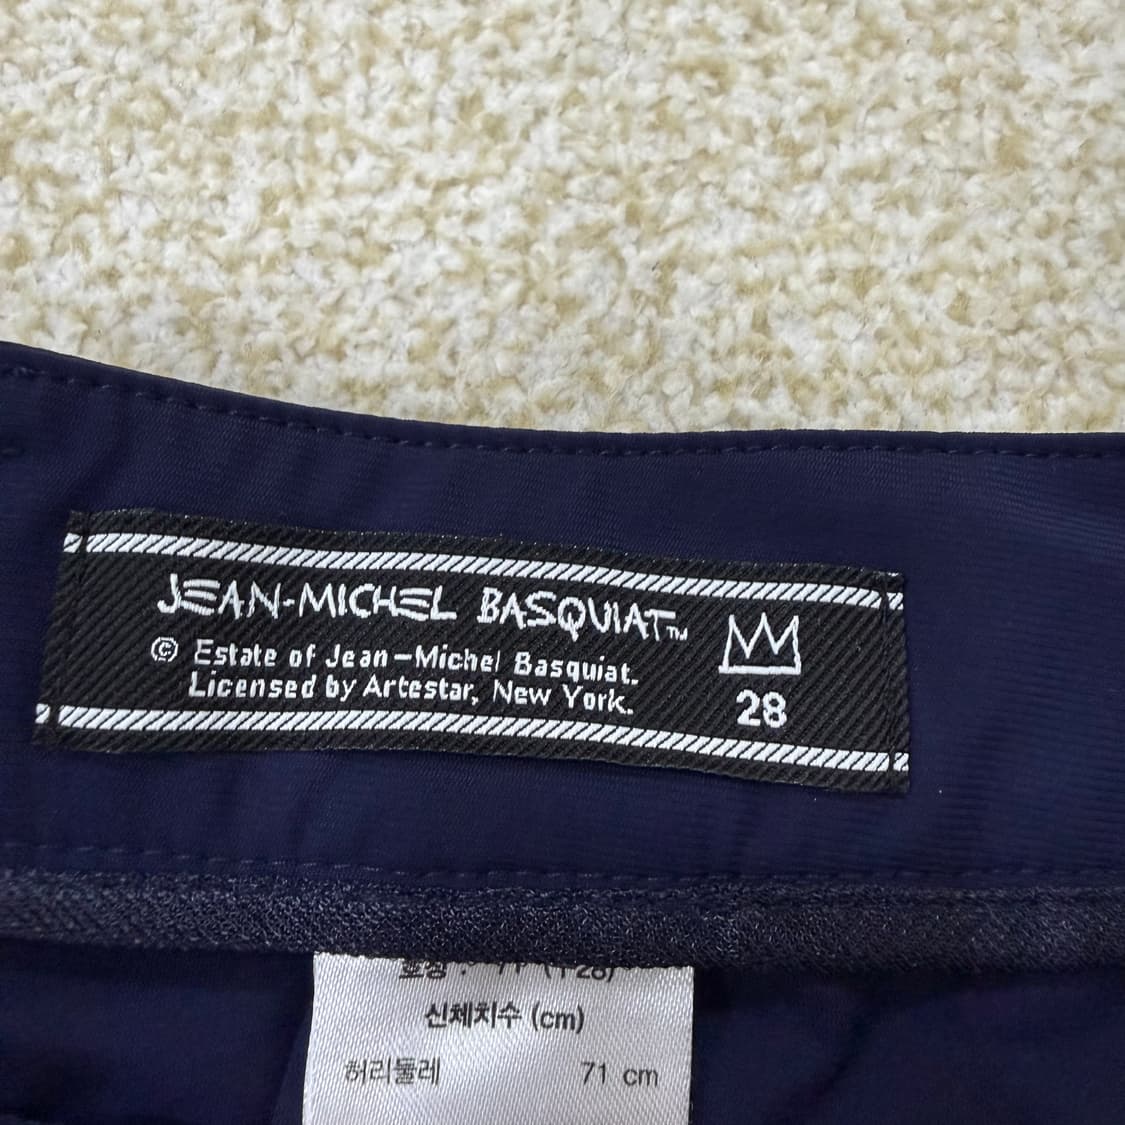 JEAN-MICHEL BASQUIAT™
© Estate of Jean-Michel Basquiat.
Licensed by Artestar, New York.
28
신체치수 (cm)
허리둘레 71 cm